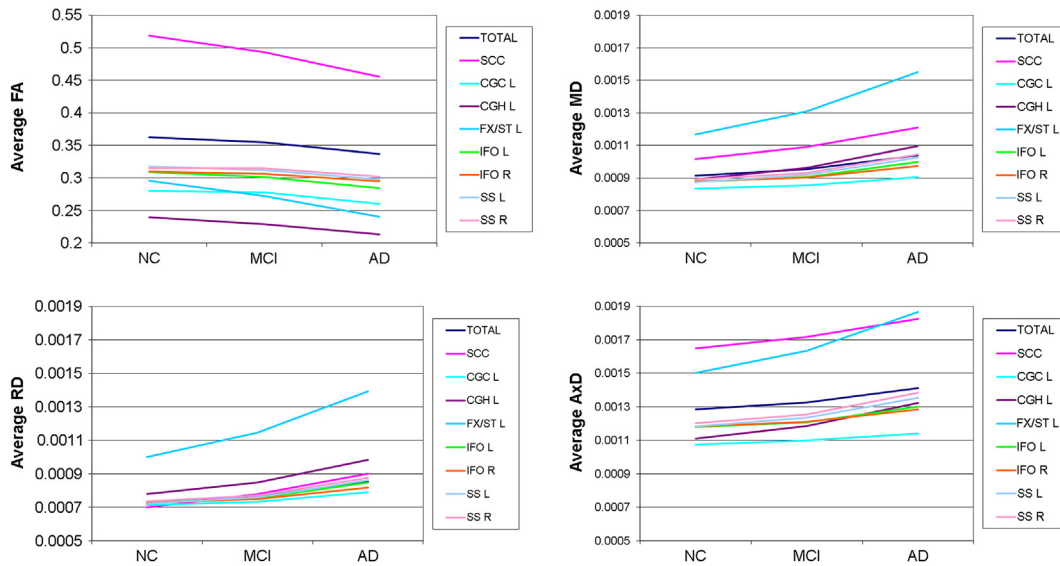 Average FA
0.55
0.5
0.45
0.4
0.35
0.3
0.25
0.2
NC MCI AD
TOTAL
SCC
CGC L
CGH L
FX/ST L
IFO L
IFO R
SS L
SS R
Average MD
0.0019
0.0017
0.0015
0.0013
0.0011
0.0009
0.0007
0.0005
NC MCI AD
TOTAL
SCC
CGC L
CGH L
FX/ST L
IFO L
IFO R
SS L
SS R
Average RD
0.0019
0.0017
0.0015
0.0013
0.0011
0.0009
0.0007
0.0005
NC MCI AD
TOTAL
SCC
CGC L
CGH L
FX/ST L
IFO L
IFO R
SS L
SS R
Average AxD
0.0019
0.0017
0.0015
0.0013
0.0011
0.0009
0.0007
0.0005
NC MCI AD
TOTAL
SCC
CGC L
CGH L
FX/ST L
IFO L
IFO R
SS L
SS R